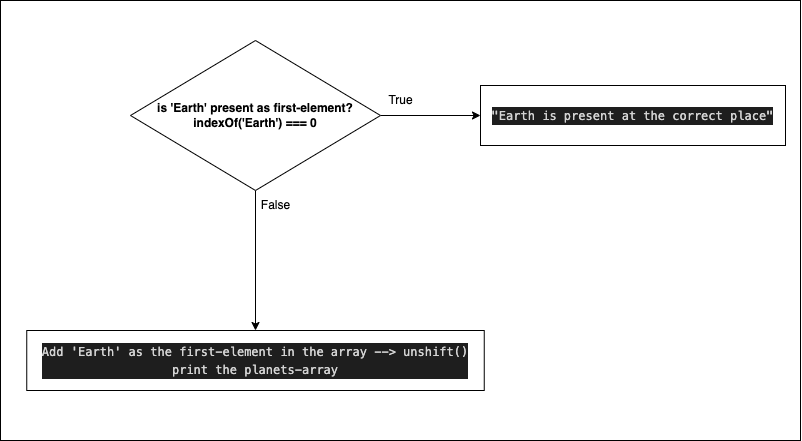 is 'Earth' present as first-element?
indexOf('Earth') === 0
True
"Earth is present at the correct place"
False
Add 'Earth' as the first-element in the array --> unshift()
print the planets-array